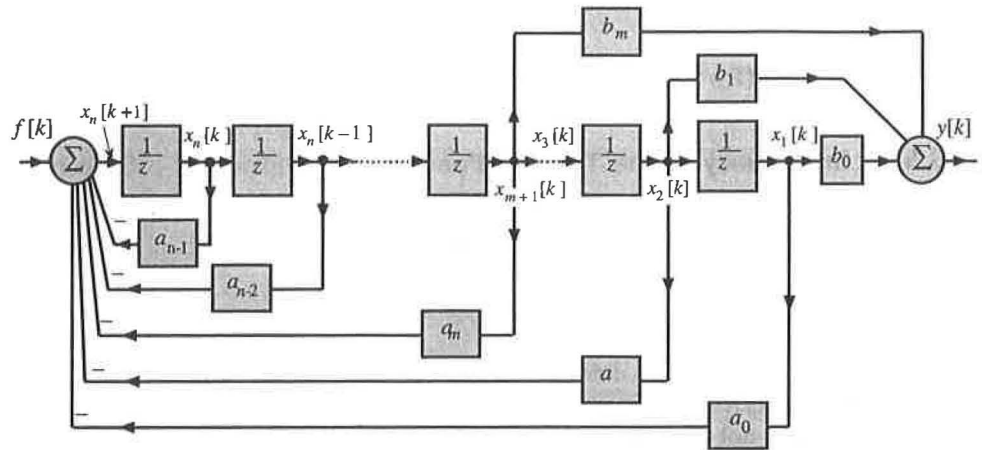 b_m
b_1
x_n[k+1]
f[k]
Σ
1/z
x_n[k]
1/z
x_n[k−1]
1/z
x_3[k]
1/z
1/z
x_1[k]
b_0
Σ
y[k]
x_{m+1}[k]
x_2[k]
−
a_{n-1}
−
a_{n-2}
−
a_m
−
a
−
a_0